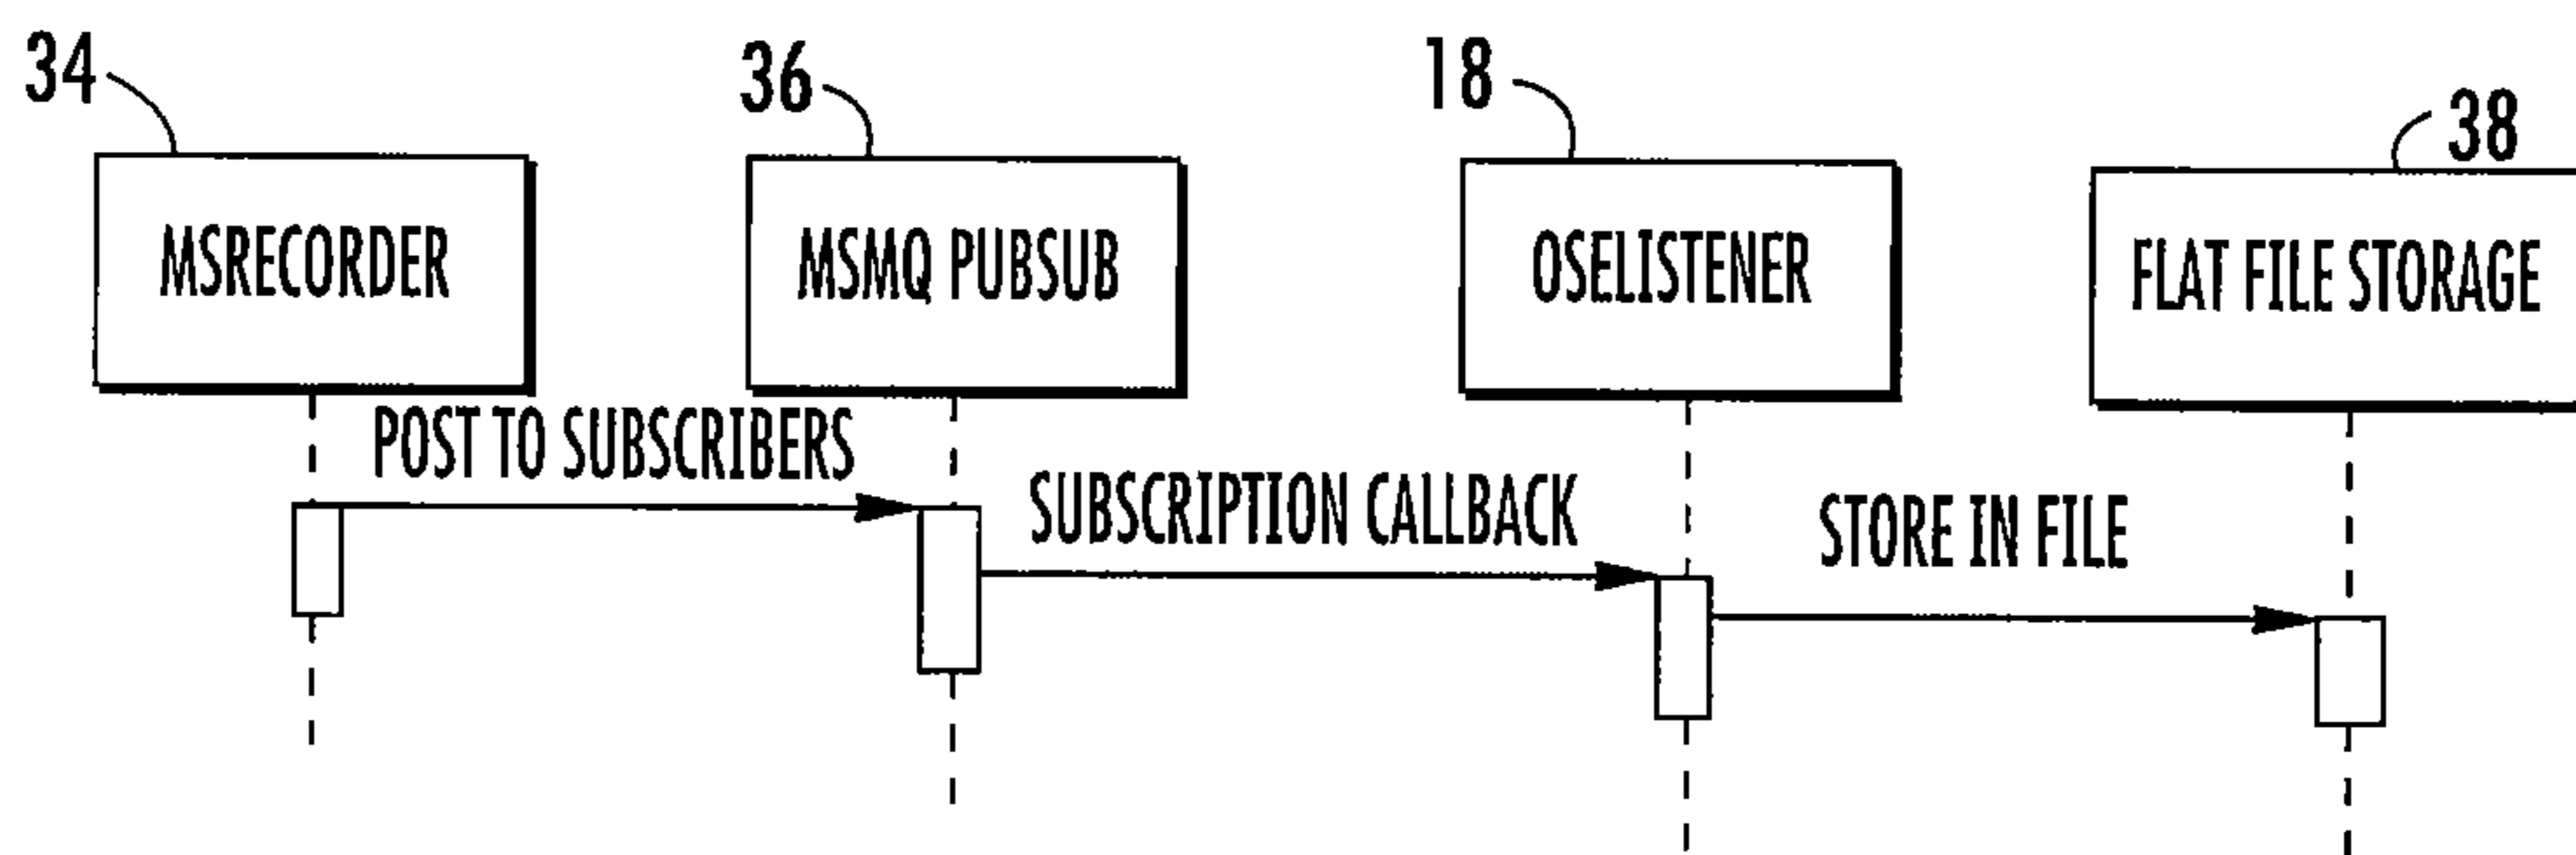 34
36
18
38
MSRECORDER
MSMQ PUBSUB
OSELISTENER
FLAT FILE STORAGE
POST TO SUBSCRIBERS
SUBSCRIPTION CALLBACK
STORE IN FILE